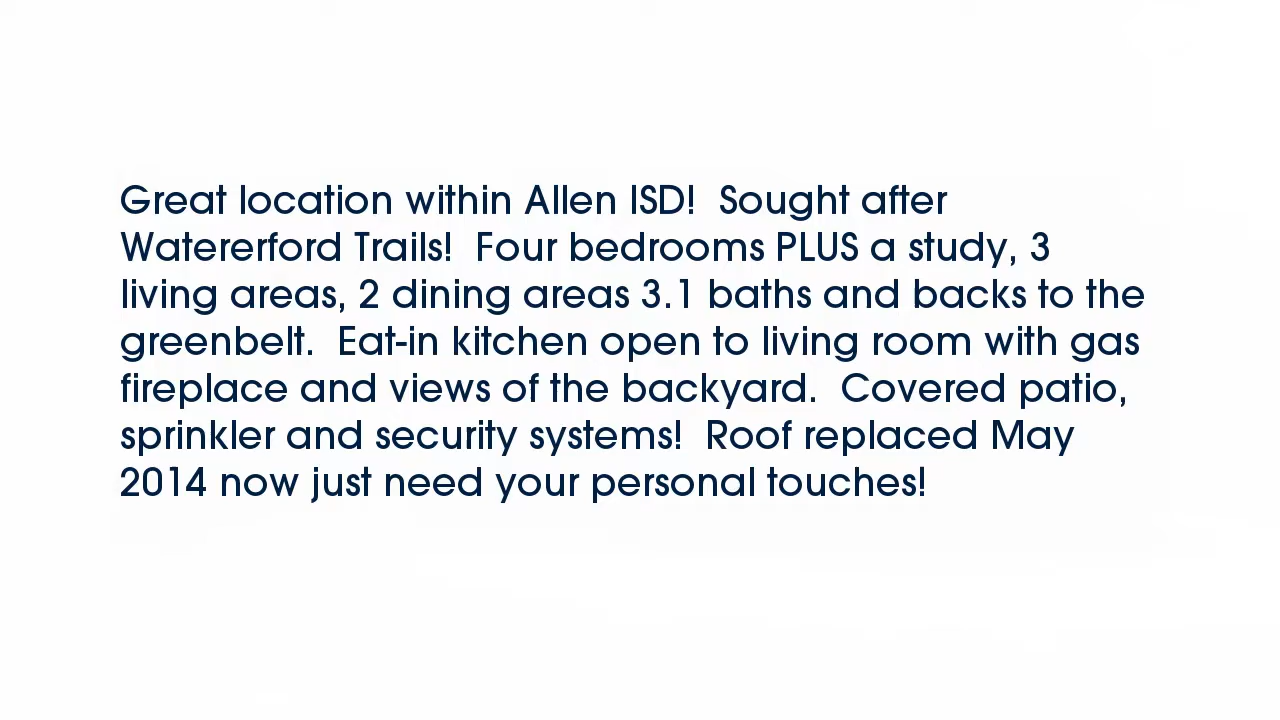 Great location within Allen ISD!  Sought after
Watererford Trails!  Four bedrooms PLUS a study, 3
living areas, 2 dining areas 3.1 baths and backs to the
greenbelt.  Eat-in kitchen open to living room with gas
fireplace and views of the backyard.  Covered patio,
sprinkler and security systems!  Roof replaced May
2014 now just need your personal touches!